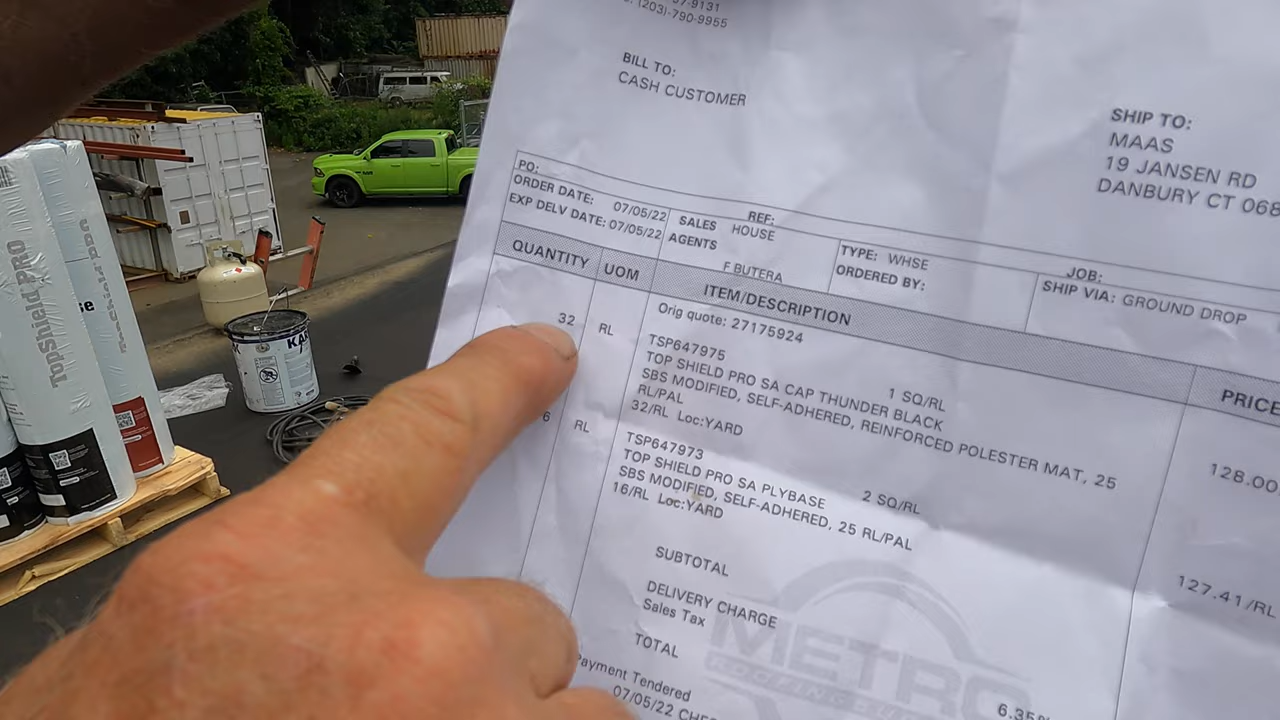 (203)-790-9955
BILL TO:
CASH CUSTOMER
SHIP TO:
MAAS
19 JANSEN RD
DANBURY CT 068
PO:
REF:
JOB:
ORDER DATE: 07/05/22
EXP DELV DATE: 07/05/22
SALES HOUSE
AGENTS
F BUTERA
TYPE: WHSE
ORDERED BY:
SHIP VIA: GROUND DROP
QUANTITY UOM ITEM/DESCRIPTION PRICE
Orig quote: 27175924
32 RL TSP647975 1 SQ/RL 128.00
TOP SHIELD PRO SA CAP THUNDER BLACK
SBS MODIFIED, SELF-ADHERED, REINFORCED POLESTER MAT, 25
RL/PAL
32/RL Loc:YARD
6 RL TSP647973 2 SQ/RL 127.41/RL
TOP SHIELD PRO SA PLYBASE
SBS MODIFIED, SELF-ADHERED, 25 RL/PAL
16/RL Loc:YARD
SUBTOTAL
DELIVERY CHARGE
Sales Tax 6.35%
TOTAL
Payment Tendered
07/05/22 CHE
METRO
Topshield PRO
KA